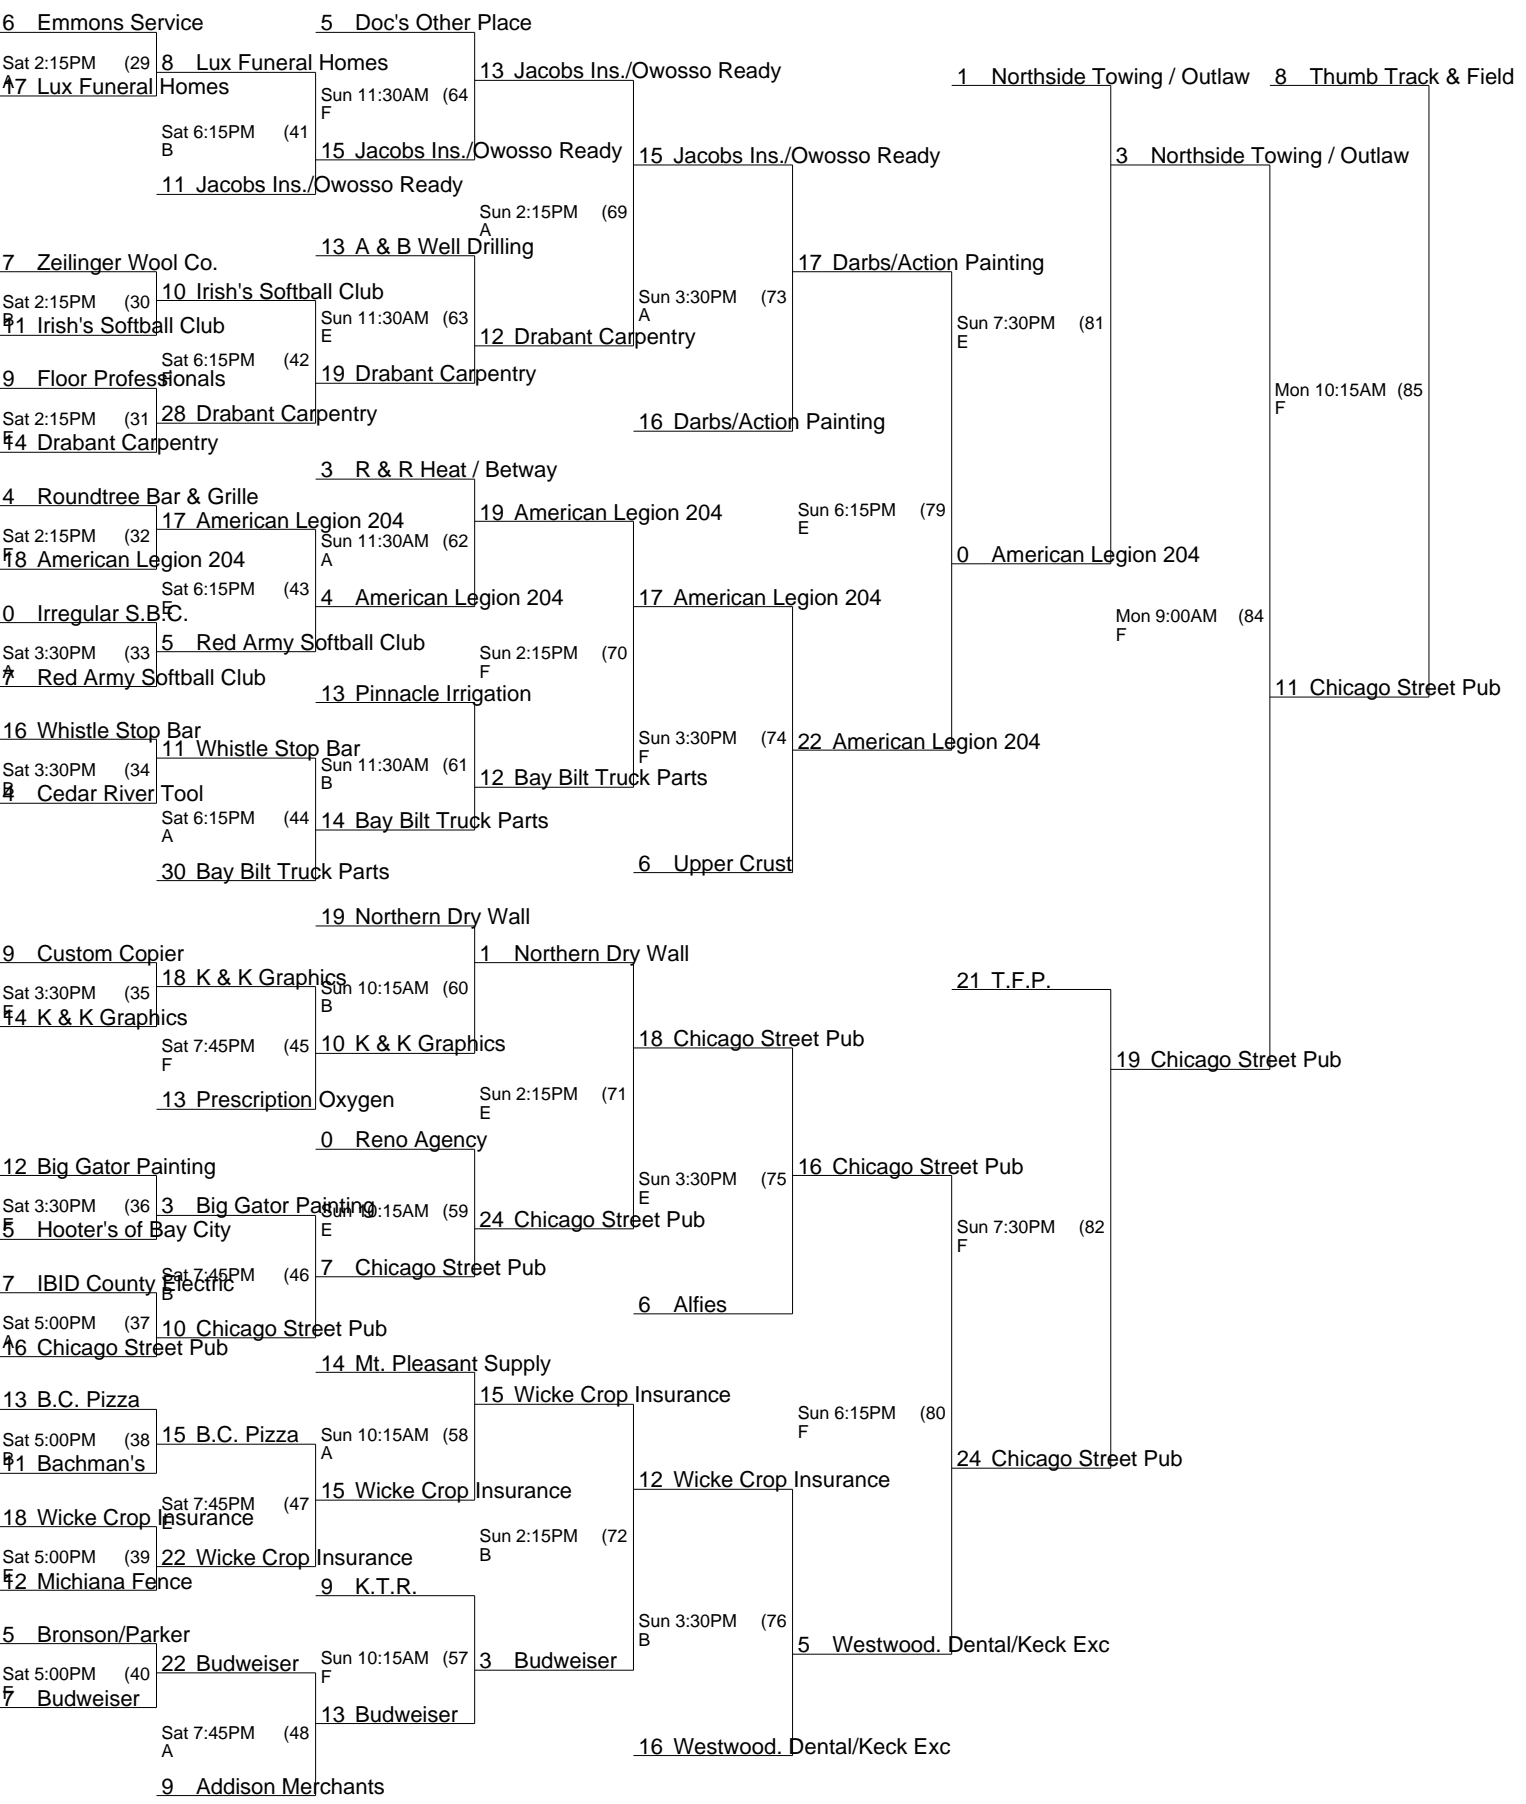 6 Emmons Service
Sat 2:15PM (29
A
17 Lux Funeral Homes
7 Zeilinger Wool Co.
Sat 2:15PM (30
B
11 Irish's Softball Club
9 Floor Professionals
Sat 2:15PM (31
E
14 Drabant Carpentry
4 Roundtree Bar & Grille
Sat 2:15PM (32
F
18 American Legion 204
0 Irregular S.B.C.
Sat 3:30PM (33
A
7 Red Army Softball Club
16 Whistle Stop Bar
Sat 3:30PM (34
B
4 Cedar River Tool
9 Custom Copier
Sat 3:30PM (35
E
14 K & K Graphics
12 Big Gator Painting
Sat 3:30PM (36
F
5 Hooter's of Bay City
7 IBID County Electric
Sat 5:00PM (37
A
16 Chicago Street Pub
13 B.C. Pizza
Sat 5:00PM (38
B
11 Bachman's
18 Wicke Crop Insurance
Sat 5:00PM (39
E
12 Michiana Fence
5 Bronson/Parker
Sat 5:00PM (40
F
7 Budweiser
8 Lux Funeral Homes
Sat 6:15PM (41
B
11 Jacobs Ins./Owosso Ready
10 Irish's Softball Club
Sat 6:15PM (42
F
28 Drabant Carpentry
17 American Legion 204
Sat 6:15PM (43
E
5 Red Army Softball Club
11 Whistle Stop Bar
Sat 6:15PM (44
A
30 Bay Bilt Truck Parts
18 K & K Graphics
Sat 7:45PM (45
F
13 Prescription Oxygen
3 Big Gator Painting
Sat 7:45PM (46
B
10 Chicago Street Pub
15 B.C. Pizza
Sat 7:45PM (47
E
22 Wicke Crop Insurance
22 Budweiser
Sat 7:45PM (48
A
9 Addison Merchants
5 Doc's Other Place
Sun 11:30AM (64
F
15 Jacobs Ins./Owosso Ready
13 A & B Well Drilling
Sun 11:30AM (63
E
19 Drabant Carpentry
3 R & R Heat / Betway
Sun 11:30AM (62
A
4 American Legion 204
13 Pinnacle Irrigation
Sun 11:30AM (61
B
14 Bay Bilt Truck Parts
19 Northern Dry Wall
Sun 10:15AM (60
B
10 K & K Graphics
0 Reno Agency
Sun 10:15AM (59
E
7 Chicago Street Pub
14 Mt. Pleasant Supply
Sun 10:15AM (58
A
15 Wicke Crop Insurance
9 K.T.R.
Sun 10:15AM (57
F
13 Budweiser
13 Jacobs Ins./Owosso Ready
Sun 2:15PM (69
A
12 Drabant Carpentry
19 American Legion 204
Sun 2:15PM (70
F
12 Bay Bilt Truck Parts
1 Northern Dry Wall
Sun 2:15PM (71
E
24 Chicago Street Pub
15 Wicke Crop Insurance
Sun 2:15PM (72
B
3 Budweiser
15 Jacobs Ins./Owosso Ready
Sun 3:30PM (73
A
16 Darbs/Action Painting
17 American Legion 204
Sun 3:30PM (74
F
6 Upper Crust
18 Chicago Street Pub
Sun 3:30PM (75
E
6 Alfies
12 Wicke Crop Insurance
Sun 3:30PM (76
B
16 Westwood. Dental/Keck Exc
17 Darbs/Action Painting
Sun 6:15PM (79
E
22 American Legion 204
16 Chicago Street Pub
Sun 6:15PM (80
F
5 Westwood. Dental/Keck Exc
1 Northside Towing / Outlaw
Sun 7:30PM (81
E
0 American Legion 204
21 T.F.P.
Sun 7:30PM (82
F
24 Chicago Street Pub
3 Northside Towing / Outlaw
Mon 9:00AM (84
F
19 Chicago Street Pub
8 Thumb Track & Field
Mon 10:15AM (85
F
11 Chicago Street Pub